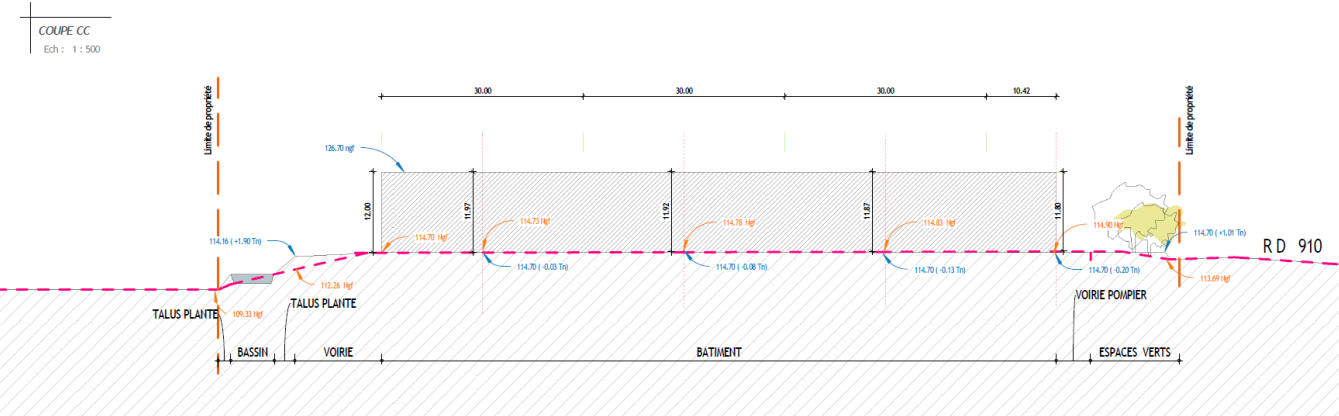 COUPE CC
Ech : 1 : 500
Limite de propriété
30.00
30.00
30.00
10.42
Limite de propriété
126.70 ngf
12.00
11.97
11.92
11.87
11.80
114.73 Ngf
114.78 Ngf
114.83 Ngf
114.90 Ngf
114.70 Ngf
114.16 (+1.90 Tn)
114.70 ( +1.01 Tn)
RD 910
114.70 ( -0.03 Tn)
114.70 ( -0.08 Tn)
114.70 ( -0.13 Tn)
114.70 ( -0.20 Tn)
112.26 Ngf
113.69 Ngf
TALUS PLANTE
VOIRIE POMPIER
TALUS PLANTE
109.33 Ngf
BASSIN
VOIRIE
BATIMENT
ESPACES VERTS